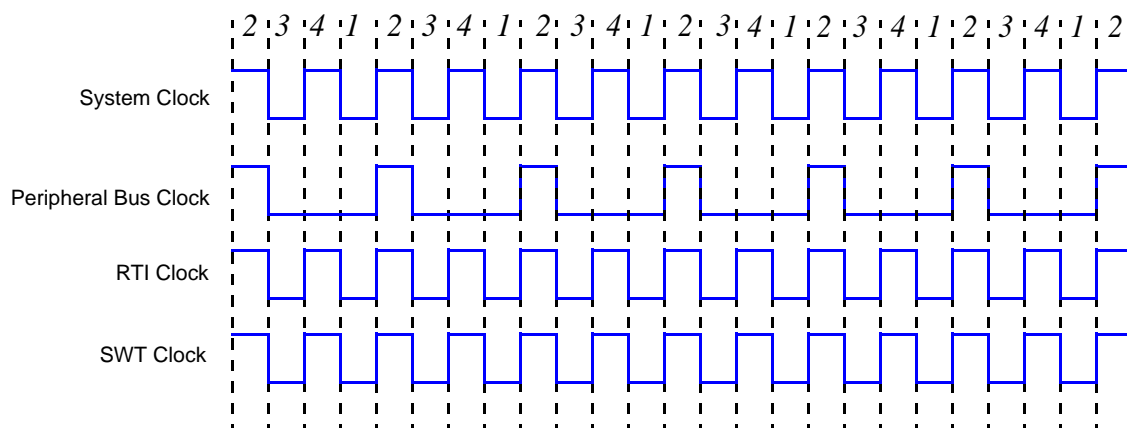 2 3 4 1 2 3 4 1 2 3 4 1 2 3 4 1 2 3 4 1 2 3 4 1 2
System Clock
Peripheral Bus Clock
RTI Clock
SWT Clock